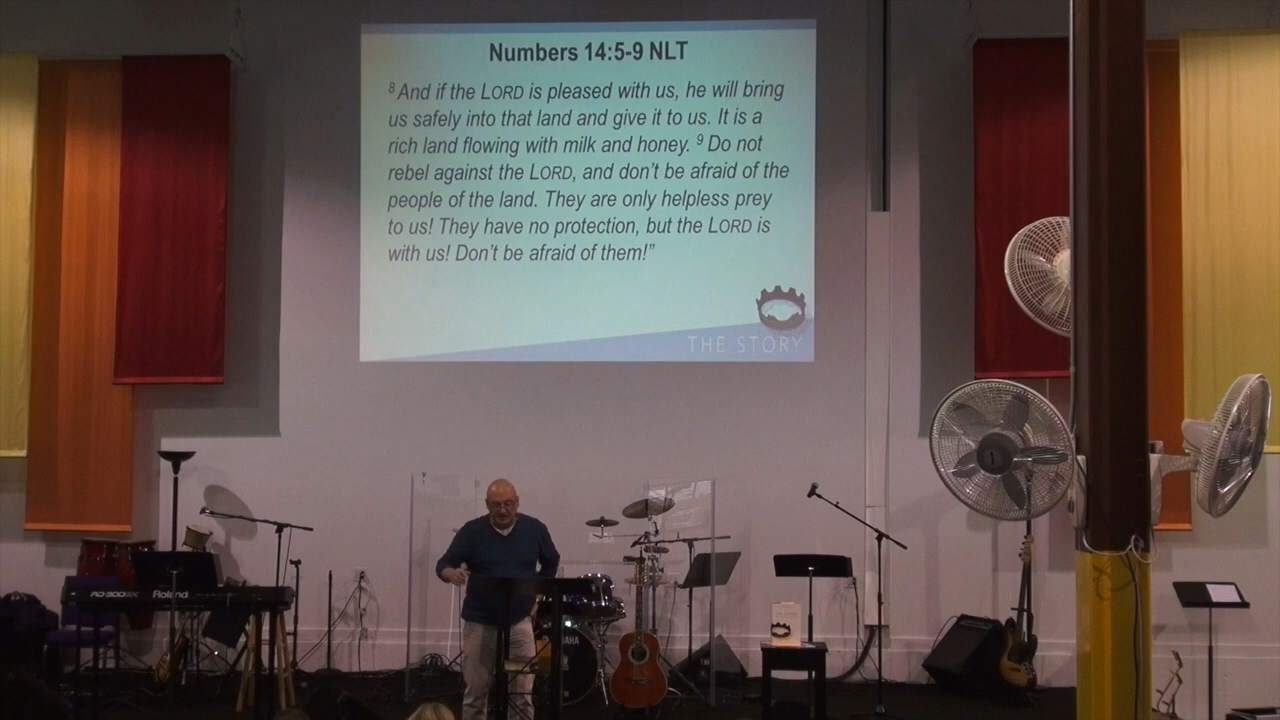 Numbers 14:5-9 NLT
8 And if the LORD is pleased with us, he will bring
us safely into that land and give it to us. It is a
rich land flowing with milk and honey. 9 Do not
rebel against the LORD, and don't be afraid of the
people of the land. They are only helpless prey
to us! They have no protection, but the LORD is
with us! Don't be afraid of them!”
THE STORY
Roland
YAMAHA